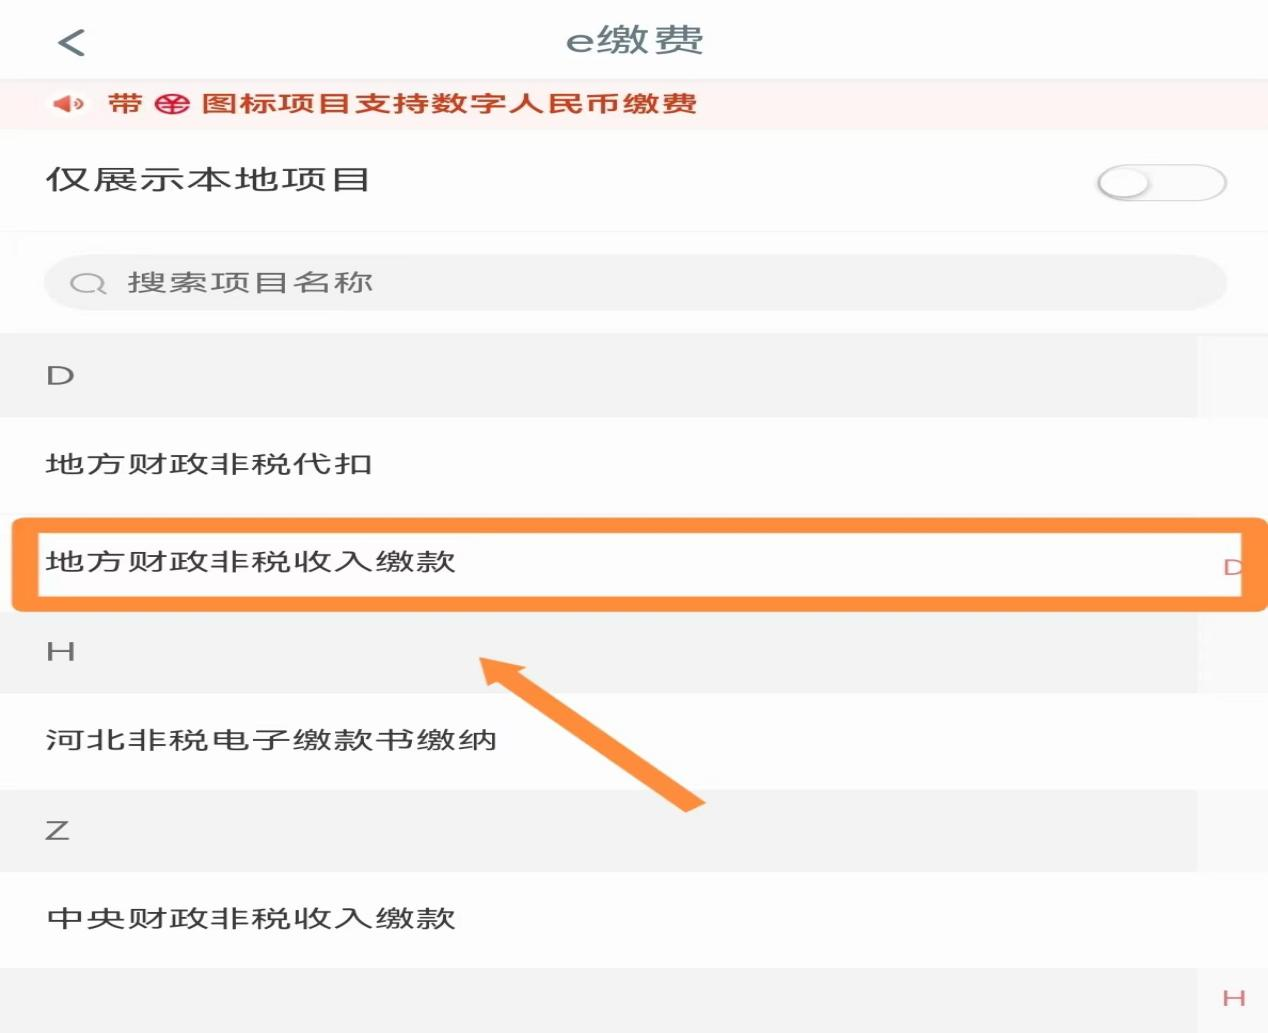 e缴费
带 图标项目支持数字人民币缴费
仅展示本地项目
搜索项目名称
D
地方财政非税代扣
地方财政非税收入缴款
D
H
河北非税电子缴款书缴纳
Z
中央财政非税收入缴款
H